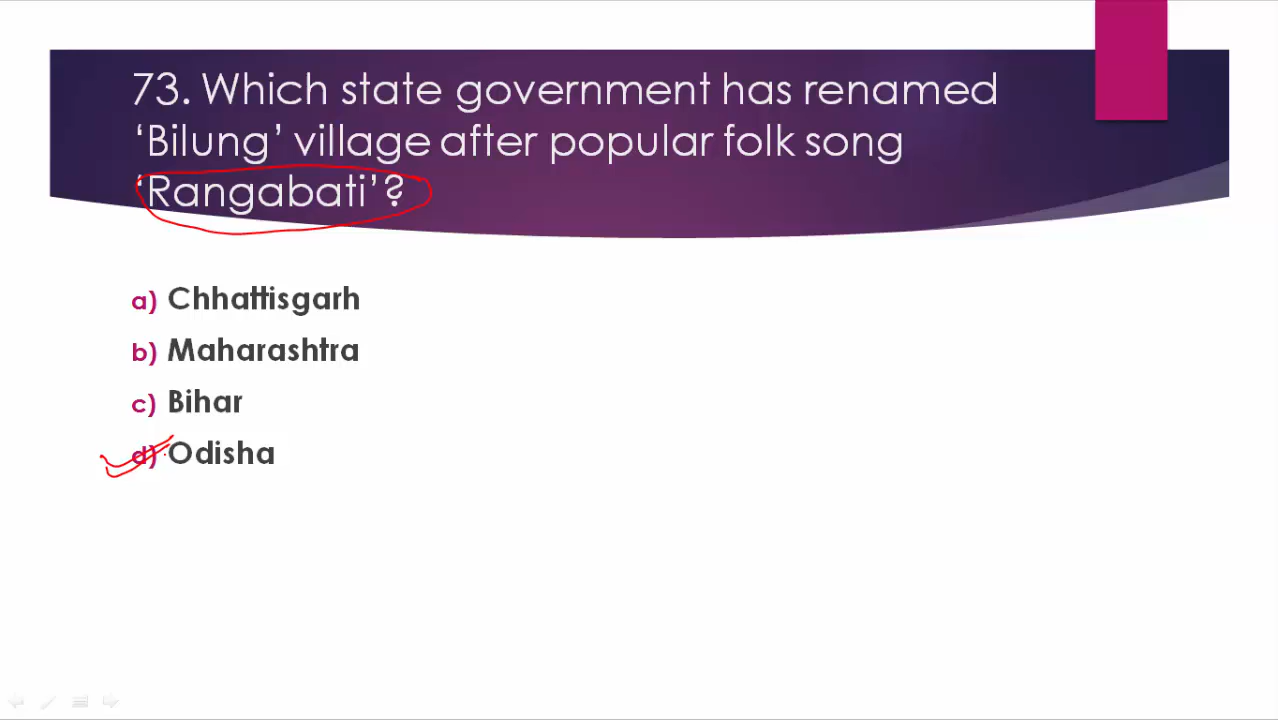 73. Which state government has renamed
‘Bilung’ village after popular folk song
‘Rangabati’?
a) Chhattisgarh
b) Maharashtra
c) Bihar
d) Odisha